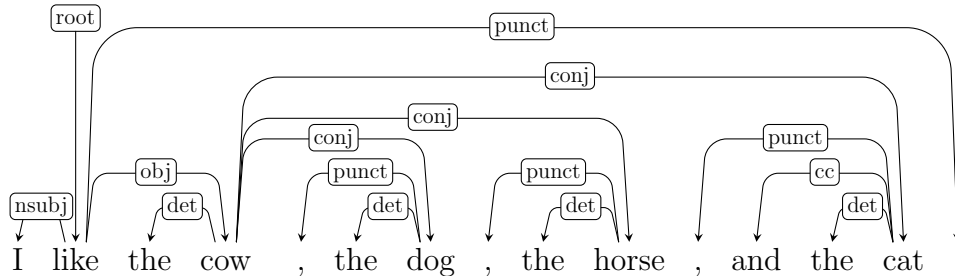 root
punct
conj
conj
conj punct
obj punct punct cc
nsubj det det det det
I like the cow , the dog , the horse , and the cat